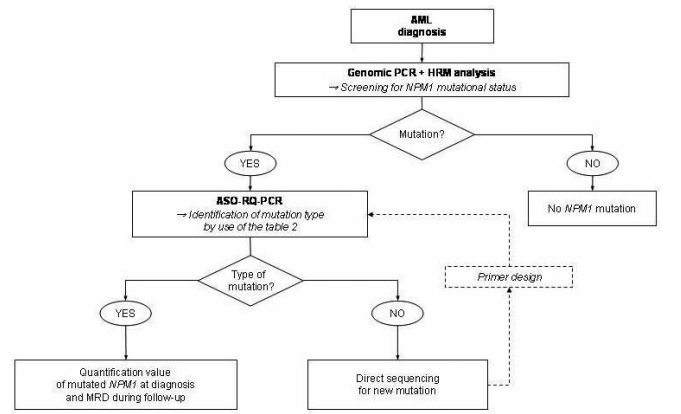 AML
diagnosis
Genomic PCR + HRM analysis
→ Screening for NPM1 mutational status
Mutation?
YES
NO
ASO-RQ-PCR
→ Identification of mutation type
by use of the table 2
No NPM1 mutation
Type of
mutation?
Primer design
YES
NO
Quantification value
of mutated NPM1 at diagnosis
and MRD during follow-up
Direct sequencing
for new mutation